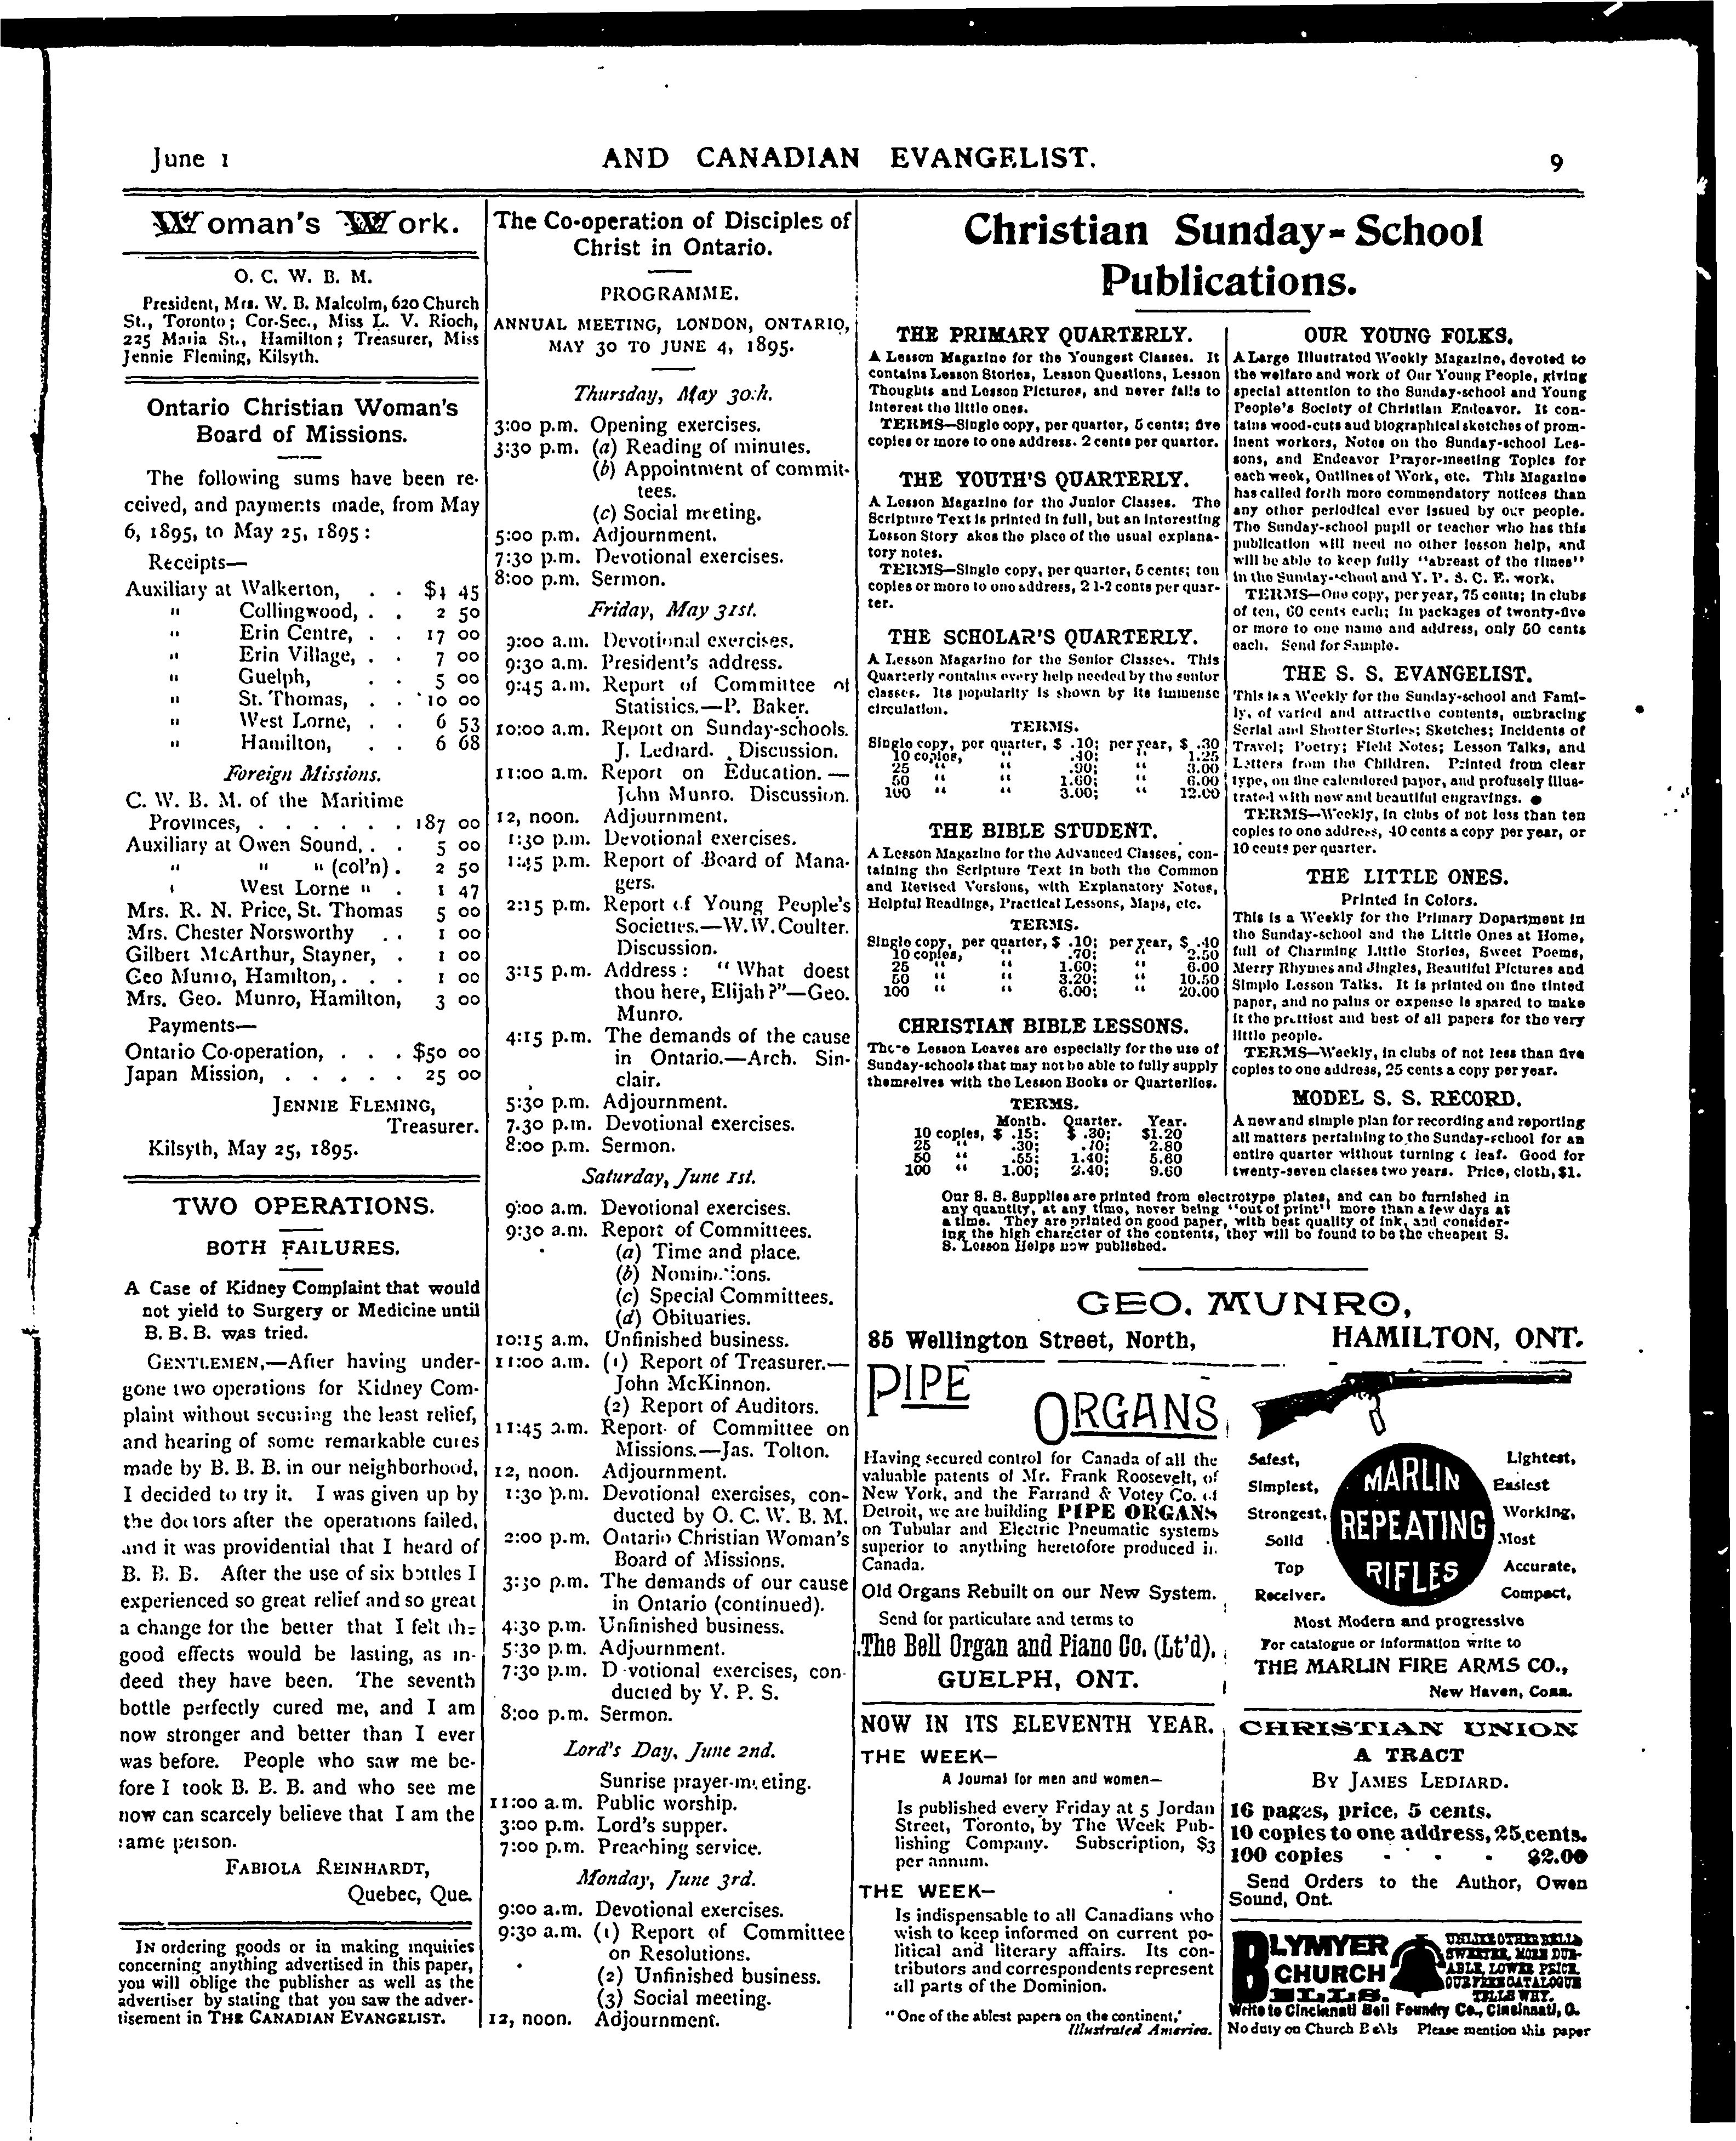 June 1
AND CANADIAN EVANGELIST.
9
Woman's Work.
O. C. W. B. M.
President, Mrs. W. B. Malcolm, 620 Church
St., Toronto; Cor-Sec., Miss L. V. Rioch,
225 Maria St., Hamilton; Treasurer, Miss
Jennie Fleming, Kilsyth.
Ontario Christian Woman's
Board of Missions.
The following sums have been re-
ceived, and payments made, from May
6, 1895, to May 25, 1895:
Receipts—
Auxiliary at Walkerton, . . 45
" Collingwood, . . 2 50
" Erin Centre, . . 17 00
" Erin Village, . . 7 00
" Guelph, . . 5 00
" St. Thomas, . . 10 00
" West Lorne, . . 6 53
" Hamilton, . . 6 68
Foreign Missions.
C. W. B. M. of the Maritime
Provinces, . . . . . . 187 00
Auxiliary at Owen Sound, . . 5 00
" " " (col'n) . 2 50
West Lorne " . 1 47
Mrs. R. N. Price, St. Thomas 5 00
Mrs. Chester Norsworthy . . 1 00
Gilbert McArthur, Stayner, . 1 00
Geo Munro, Hamilton, . . . 1 00
Mrs. Geo. Munro, Hamilton, 3 00
Payments—
Ontario Co-operation, . . . $50 00
Japan Mission, . . . . . 25 00
JENNIE FLEMING,
Treasurer.
Kilsyth, May 25, 1895.
TWO OPERATIONS.
BOTH FAILURES.
A Case of Kidney Complaint that would
not yield to Surgery or Medicine until
B. B. B. was tried.
GENTLEMEN,—After having under-
gone two operations for Kidney Com-
plaint without securing the least relief,
and hearing of some remarkable cures
made by B. B. B. in our neighborhood,
I decided to try it. I was given up by
the doctors after the operations failed,
and it was providential that I heard of
B. B. B. After the use of six bottles I
experienced so great relief and so great
a change for the better that I felt the
good effects would be lasting, as in-
deed they have been. The seventh
bottle perfectly cured me, and I am
now stronger and better than I ever
was before. People who saw me be-
fore I took B. B. B. and who see me
now can scarcely believe that I am the
same person.
FABIOLA REINHARDT,
Quebec, Que.
IN ordering goods or in making inquiries
concerning anything advertised in this paper,
you will oblige the publisher as well as the
advertiser by stating that you saw the adver-
tisement in THE CANADIAN EVANGELIST.
The Co-operation of Disciples of
Christ in Ontario.
PROGRAMME.
ANNUAL MEETING, LONDON, ONTARIO,
MAY 30 TO JUNE 4, 1895.
Thursday, May 30th.
3:00 p.m. Opening exercises.
3:30 p.m. (a) Reading of minutes.
(b) Appointment of commit-
tees.
(c) Social meeting.
5:00 p.m. Adjournment.
7:30 p.m. Devotional exercises.
8:00 p.m. Sermon.
Friday, May 31st.
9:00 a.m. Devotional exercises.
9:30 a.m. President's address.
9:45 a.m. Report of Committee of
Statistics.—P. Baker.
10:00 a.m. Report on Sunday-schools.
J. Lediard. Discussion.
11:00 a.m. Report on Education.—
John Munro. Discussion.
12, noon. Adjournment.
1:30 p.m. Devotional exercises.
1:45 p.m. Report of Board of Mana-
gers.
2:15 p.m. Report of Young People's
Societies.—W. W. Coulter.
Discussion.
3:15 p.m. Address: "What doest
thou here, Elijah?"—Geo.
Munro.
4:15 p.m. The demands of the cause
in Ontario.—Arch. Sin-
clair.
5:30 p.m. Adjournment.
7.30 p.m. Devotional exercises.
8:00 p.m. Sermon.
Saturday, June 1st.
9:00 a.m. Devotional exercises.
9:30 a.m. Report of Committees.
(a) Time and place.
(b) Nominations.
(c) Special Committees.
(d) Obituaries.
10:15 a.m. Unfinished business.
11:00 a.m. (1) Report of Treasurer.—
John McKinnon.
(2) Report of Auditors.
11:45 a.m. Report of Committee on
Missions.—Jas. Tolton.
12, noon. Adjournment.
1:30 p.m. Devotional exercises, con-
ducted by O. C. W. B. M.
2:00 p.m. Ontario Christian Woman's
Board of Missions.
3:30 p.m. The demands of our cause
in Ontario (continued).
4:30 p.m. Unfinished business.
5:30 p.m. Adjournment.
7:30 p.m. Devotional exercises, con-
ducted by Y. P. S.
8:00 p.m. Sermon.
Lord's Day, June 2nd.
Sunrise prayer-meeting.
11:00 a.m. Public worship.
3:00 p.m. Lord's supper.
7:00 p.m. Preaching service.
Monday, June 3rd.
9:00 a.m. Devotional exercises.
9:30 a.m. (1) Report of Committee
on Resolutions.
(2) Unfinished business.
(3) Social meeting.
12, noon. Adjournment.
Christian Sunday-School
Publications.
THE PRIMARY QUARTERLY.
A Lesson Magazine for the Youngest Classes. It
contains Lesson Stories, Lesson Questions, Lesson
Thoughts and Lesson Pictures, and never fails to
interest the little ones.
TERMS—Single copy, per quarter, 5 cents; five
copies or more to one address. 2 cents per quarter.
THE YOUTH'S QUARTERLY.
A Lesson Magazine for the Junior Classes. The
Scripture Text is printed in full, but an interesting
Lesson Story akes the place of the usual explana-
tory notes.
TERMS—Single copy, per quarter, 5 cents; ten
copies or more to one address, 2 1-2 cents per quar-
ter.
THE SCHOLAR'S QUARTERLY.
A Lesson Magazine for the Senior Classes. This
Quarterly contains every help needed by the senior
classes. Its popularity is shown by its immense
circulation.
TERMS.
Single copy, per quarter, $ .10; per year, $ .30
10 copies, " .40; " 1.25
25 " " .90; " 3.00
50 " " 1.60; " 6.00
100 " " 3.00; " 12.00
THE BIBLE STUDENT.
A Lesson Magazine for the Advanced Classes, con-
taining the Scripture Text in both the Common
and Revised Versions, with Explanatory Notes,
Helpful Readings, Practical Lessons, Maps, etc.
TERMS.
Single copy, per quarter, $ .10; per year, $ .40
10 copies, " .70; " 2.50
25 " " 1.60; " 6.00
50 " " 3.20; " 10.50
100 " " 6.00; " 20.00
CHRISTIAN BIBLE LESSONS.
These Lesson Leaves are especially for the use of
Sunday-schools that may not be able to fully supply
themselves with the Lesson Books or Quarterlies.
TERMS.
Month. Quarter. Year.
10 copies, $ .15; $ .30; $1.20
25 " .30; .70; 2.80
50 " .55; 1.40; 5.60
100 " 1.00; 2.40; 9.60
OUR YOUNG FOLKS.
A Large Illustrated Weekly Magazine, devoted to
the welfare and work of Our Young People, giving
special attention to the Sunday-school and Young
People's Society of Christian Endeavor. It con-
tains wood-cuts and biographical sketches of prom-
inent workers, Notes on the Sunday-school Les-
sons, and Endeavor Prayer-meeting Topics for
each week, Outlines of Work, etc. This Magazine
has called forth more commendatory notices than
any other periodical ever issued by our people.
The Sunday-school pupil or teacher who has this
publication will need no other lesson help, and
will be able to keep fully "abreast of the times"
in the Sunday-school and Y. P. S. C. E. work.
TERMS—One copy, per year, 75 cents; in clubs
of ten, 60 cents each; in packages of twenty-five
or more to one name and address, only 50 cents
each. Send for Sample.
THE S. S. EVANGELIST.
This is a Weekly for the Sunday-school and Fami-
ly, of varied and attractive contents, embracing
Serial and Shorter Stories; Sketches; Incidents of
Travel; Poetry; Field Notes; Lesson Talks, and
Letters from the Children. Printed from clear
type, on fine calendered paper, and profusely illus-
trated with new and beautiful engravings.
TERMS—Weekly, in clubs of not less than ten
copies to one address, 40 cents a copy per year, or
10 cents per quarter.
THE LITTLE ONES.
Printed in Colors.
This is a Weekly for the Primary Department in
the Sunday-school and the Little Ones at Home,
full of Charming Little Stories, Sweet Poems,
Merry Rhymes and Jingles, Beautiful Pictures and
Simple Lesson Talks. It is printed on fine tinted
paper, and no pains or expense is spared to make
it the prettiest and best of all papers for the very
little people.
TERMS—Weekly, in clubs of not less than five
copies to one address, 25 cents a copy per year.
MODEL S. S. RECORD.
A new and simple plan for recording and reporting
all matters pertaining to the Sunday-school for an
entire quarter without turning a leaf. Good for
twenty-seven classes two years. Price, cloth, $1.
Our S. S. Supplies are printed from electrotype plates, and can be furnished in
any quantity, at any time, never being "out of print" more than a few days at
a time. They are printed on good paper, with best quality of ink, and consider-
ing the high character of the contents, they will be found to be the cheapest S.
S. Lesson Helps now published.
GEO. MUNRO,
85 Wellington Street, North, HAMILTON, ONT.
PIPE
ORGANS
Having secured control for Canada of all the
valuable patents of Mr. Frank Roosevelt, of
New York, and the Farrand & Votey Co. of
Detroit, we are building PIPE ORGANS
on Tubular and Electric Pneumatic systems
superior to anything heretofore produced in
Canada.
Old Organs Rebuilt on our New System.
Send for particulars and terms to
The Bell Organ and Piano Co. (Lt'd),
GUELPH, ONT.
NOW IN ITS ELEVENTH YEAR.
THE WEEK—
A Journal for men and women—
Is published every Friday at 5 Jordan
Street, Toronto, by The Week Pub-
lishing Company. Subscription, $3
per annum.
THE WEEK—
Is indispensable to all Canadians who
wish to keep informed on current po-
litical and literary affairs. Its con-
tributors and correspondents represent
all parts of the Dominion.
"One of the ablest papers on the continent,'
Illustrated America.
Safest,
Simplest,
Strongest,
Solid
Top
Receiver.
MARLIN
REPEATING
RIFLES
Lightest,
Easiest
Working,
Most
Accurate,
Compact,
Most Modern and progressive
For catalogue or information write to
THE MARLIN FIRE ARMS CO.,
New Haven, Conn.
CHRISTIAN UNION
A TRACT
BY JAMES LEDIARD.
16 pages, price, 5 cents.
10 copies to one address, 25 cents.
100 copies - - - $2.00
Send Orders to the Author, Owen
Sound, Ont.
BLYMYER
CHURCH
BELLS.
UNLIKE OTHER BELLS
SWEETER, MORE DUR-
ABLE, LOWER PRICE.
OUR FREE CATALOGUE
TELLS WHY.
Write to Cincinnati Bell Foundry Co., Cincinnati, O.
No duty on Church Bells Please mention this paper